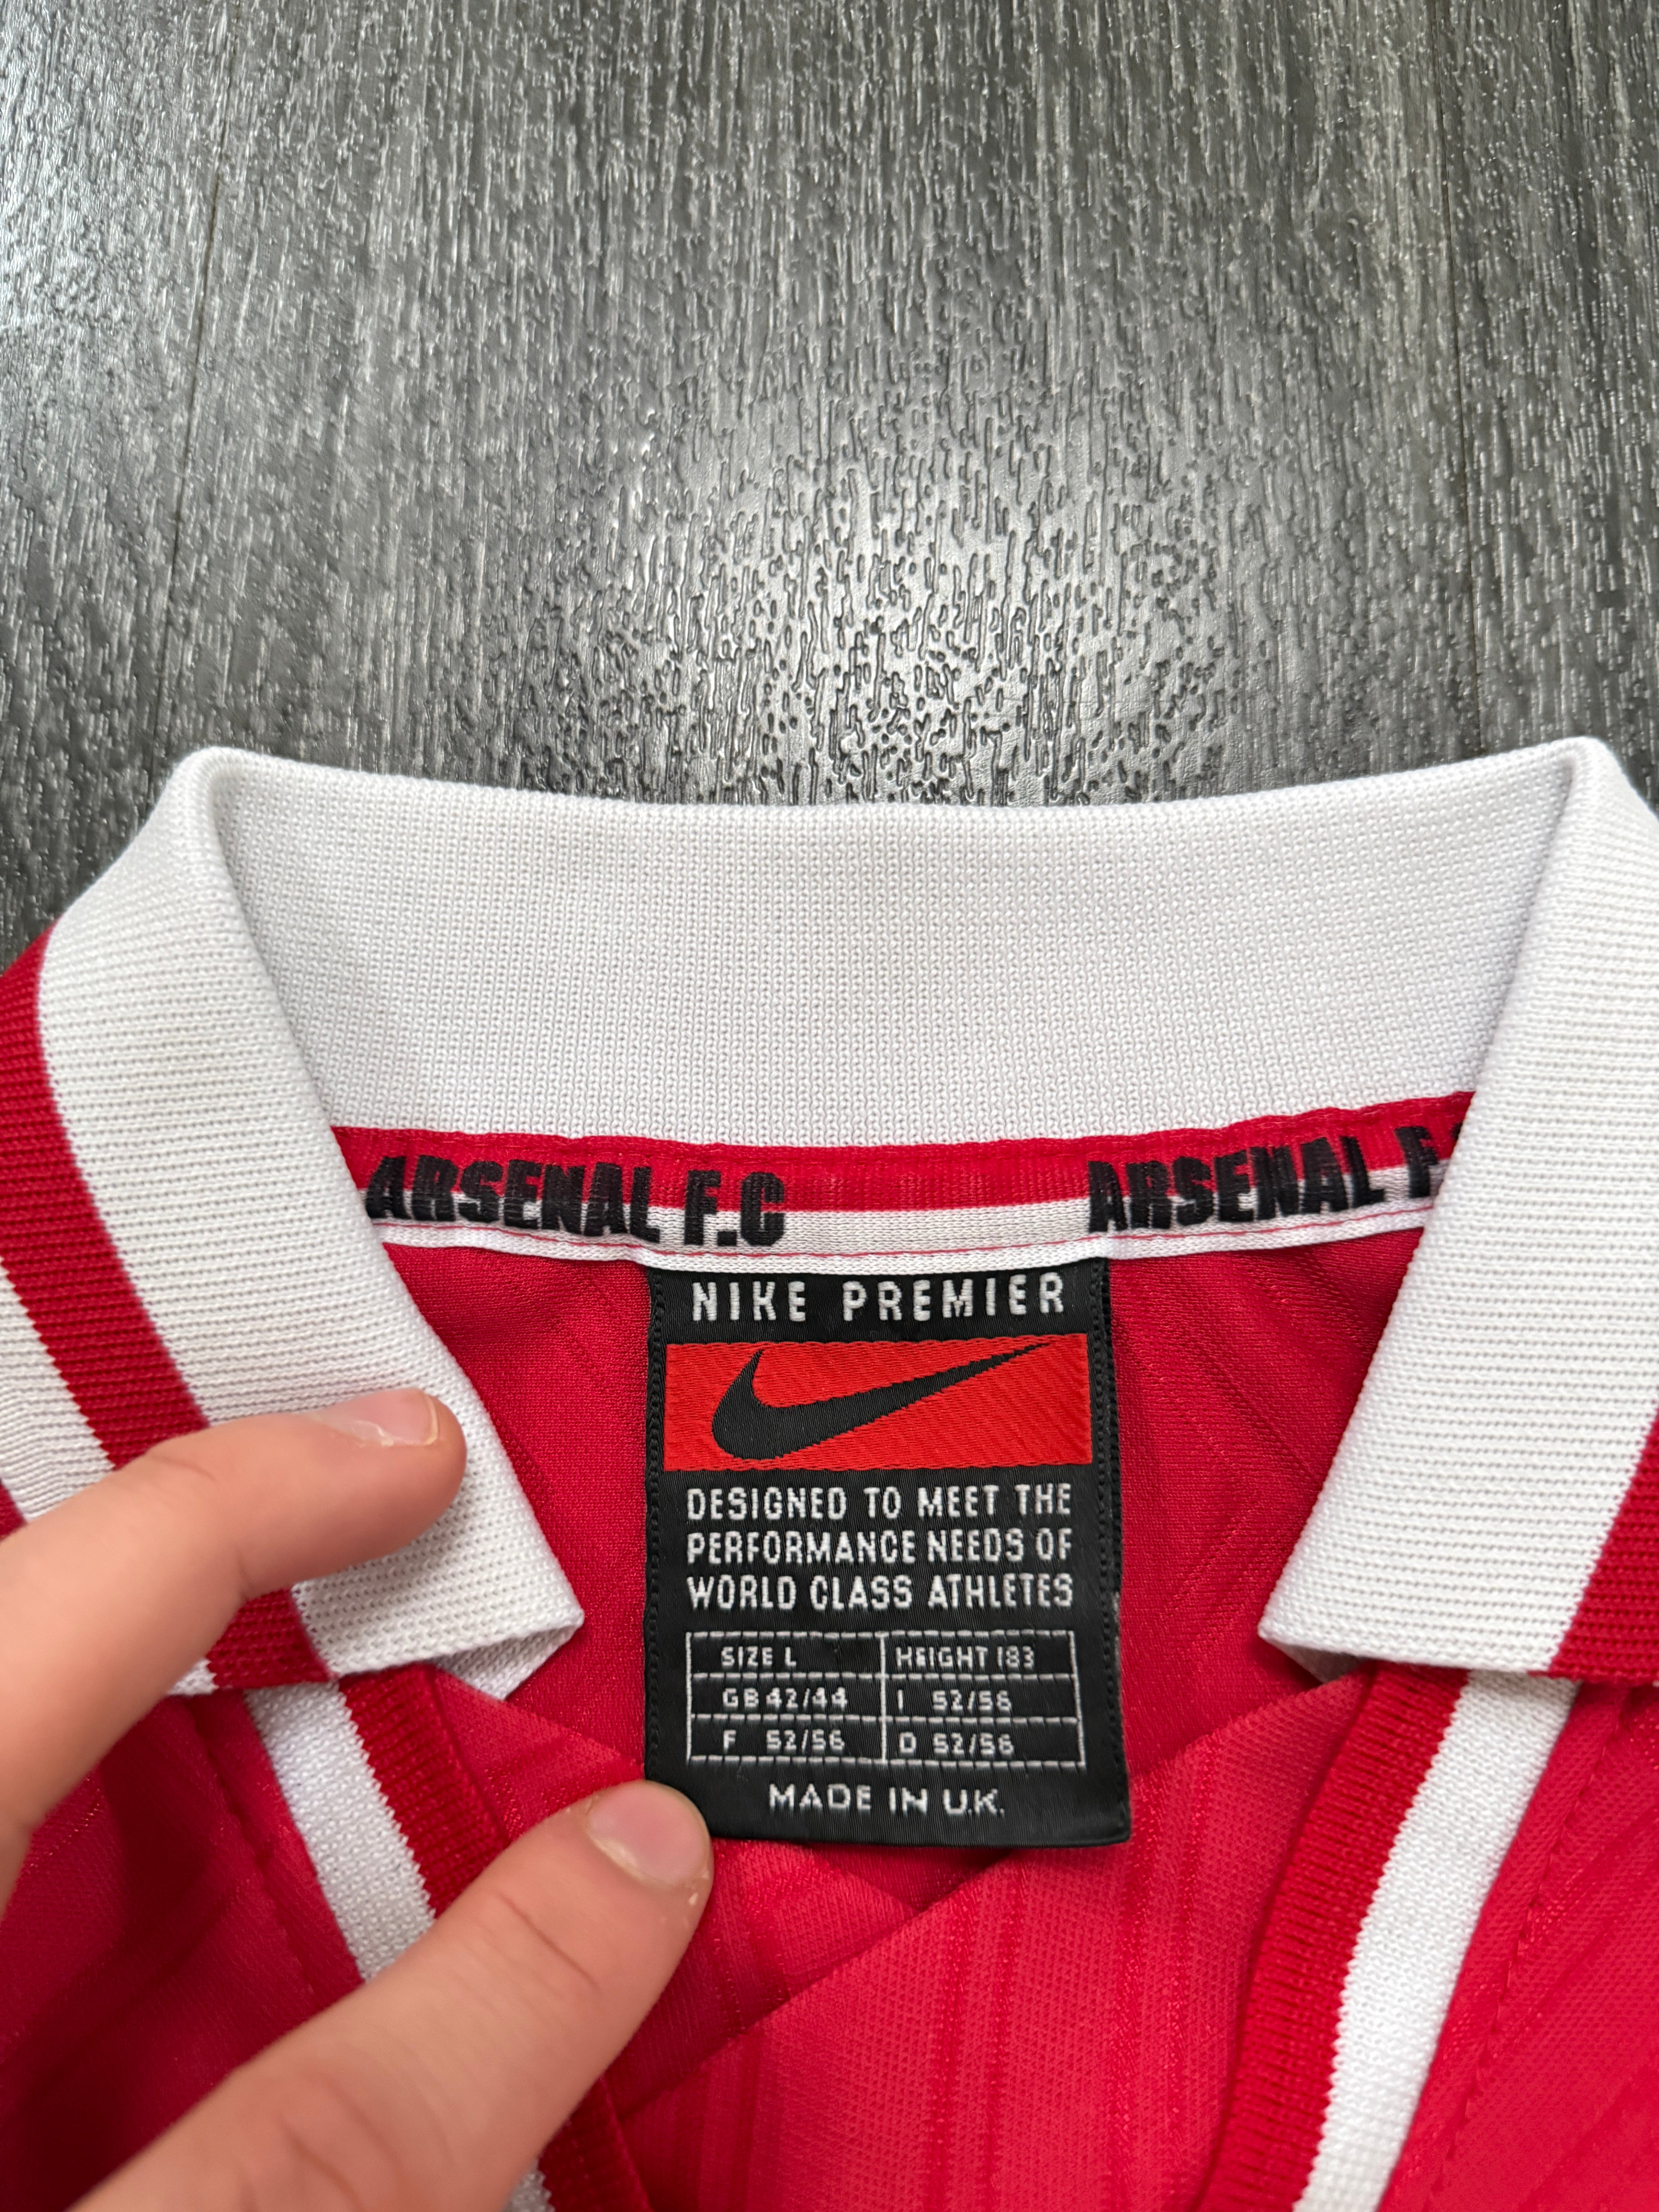 ARSENAL F.C ARSENAL F.
NIKE PREMIER
DESIGNED TO MEET THE
PERFORMANCE NEEDS OF
WORLD CLASS ATHLETES
SIZE L HEIGHT 183
GB 42/44 I 52/56
F 52/56 D 52/56
MADE IN U.K.